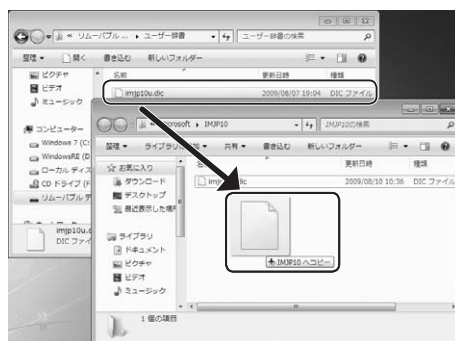 « リムー
バブル… ▸ ユーザー辞書
ユーザー辞書の検索
整理 ▾ 開く 書き込む 新しいフォルダー
ピクチャ
ビデオ
ミュージック
コンピューター
Windows 7 (C:
WindowsRE (D
ローカル ディス
CD ドライブ (F
リムーバブル デ
名前 更新日時 種類
imjp10u.dic 2009/08/07 19:04 DIC ファイル
imjp10u.d
DIC ファイ
Microsoft ▸ IMJP10
IMJP10の検索
整理 ▾ ライブラリ 共有 ▾ 書き込む 新しいフォルダー
お気に入り
ダウンロード
デスクトップ
最近表示した場所
ライブラリ
ドキュメント
ピクチャ
ビデオ
ミュージック
更新日時 種類
2009/08/10 10:36 DIC ファイ
IMJP10 へコピー
1 個の項目